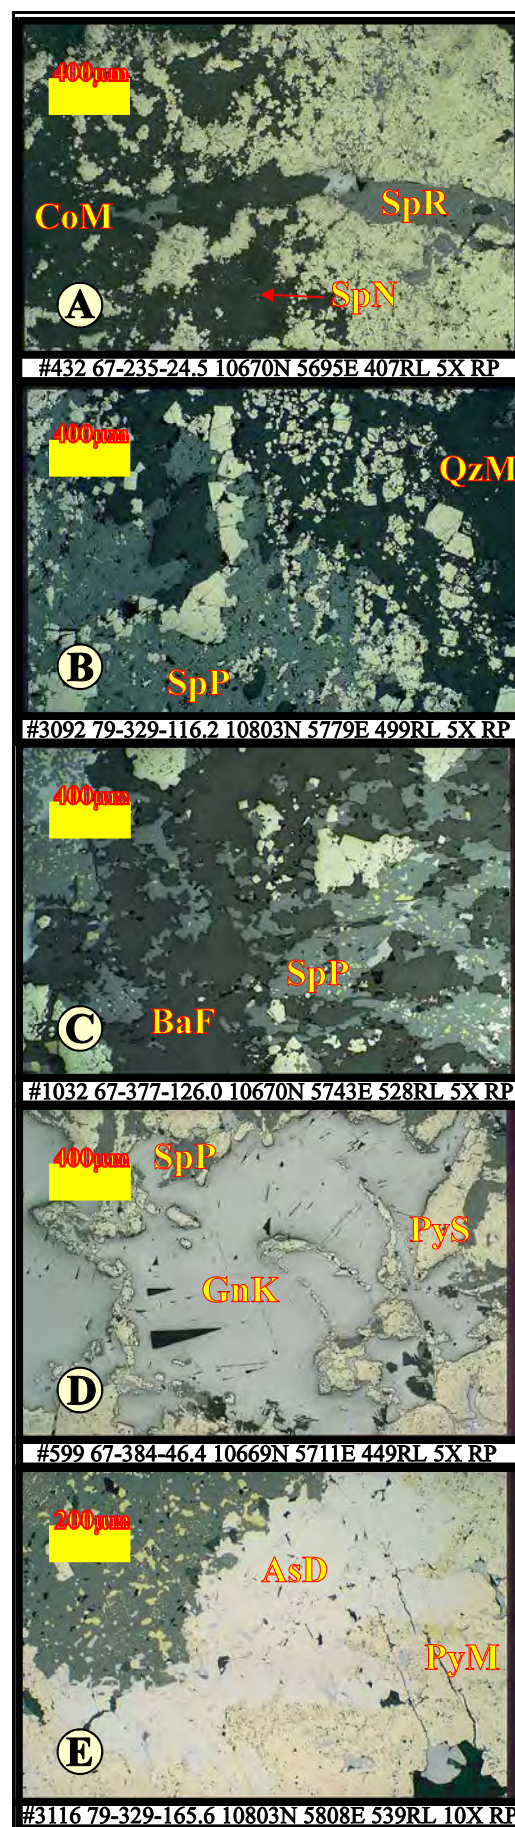 400µm
CoM
SpR
SpN
A
#432 67-235-24.5 10670N 5695E 407RL 5X RP
400µm
QzM
B
SpP
#3092 79-329-116.2 10803N 5779E 499RL 5X RP
400µm
SpP
BaF
C
#1032 67-377-126.0 10670N 5743E 528RL 5X RP
400µm
SpP
PyS
GnK
D
#599 67-384-46.4 10669N 5711E 449RL 5X RP
200µm
AsD
PyM
E
#3116 79-329-165.6 10803N 5808E 539RL 10X RP